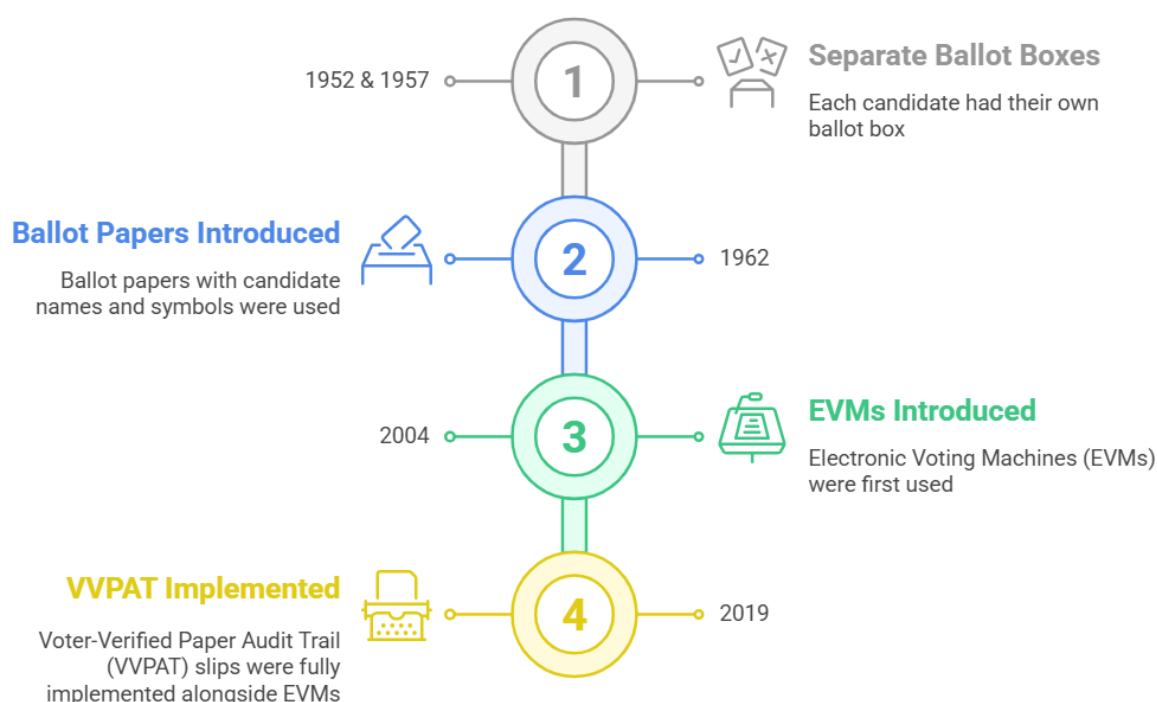 1952 & 1957
1
Separate Ballot Boxes
Each candidate had their own
ballot box
Ballot Papers Introduced
Ballot papers with candidate
names and symbols were used
2
1962
2004
3
EVMs Introduced
Electronic Voting Machines (EVMs)
were first used
VVPAT Implemented
Voter-Verified Paper Audit Trail
(VVPAT) slips were fully
implemented alongside EVMs
4
2019